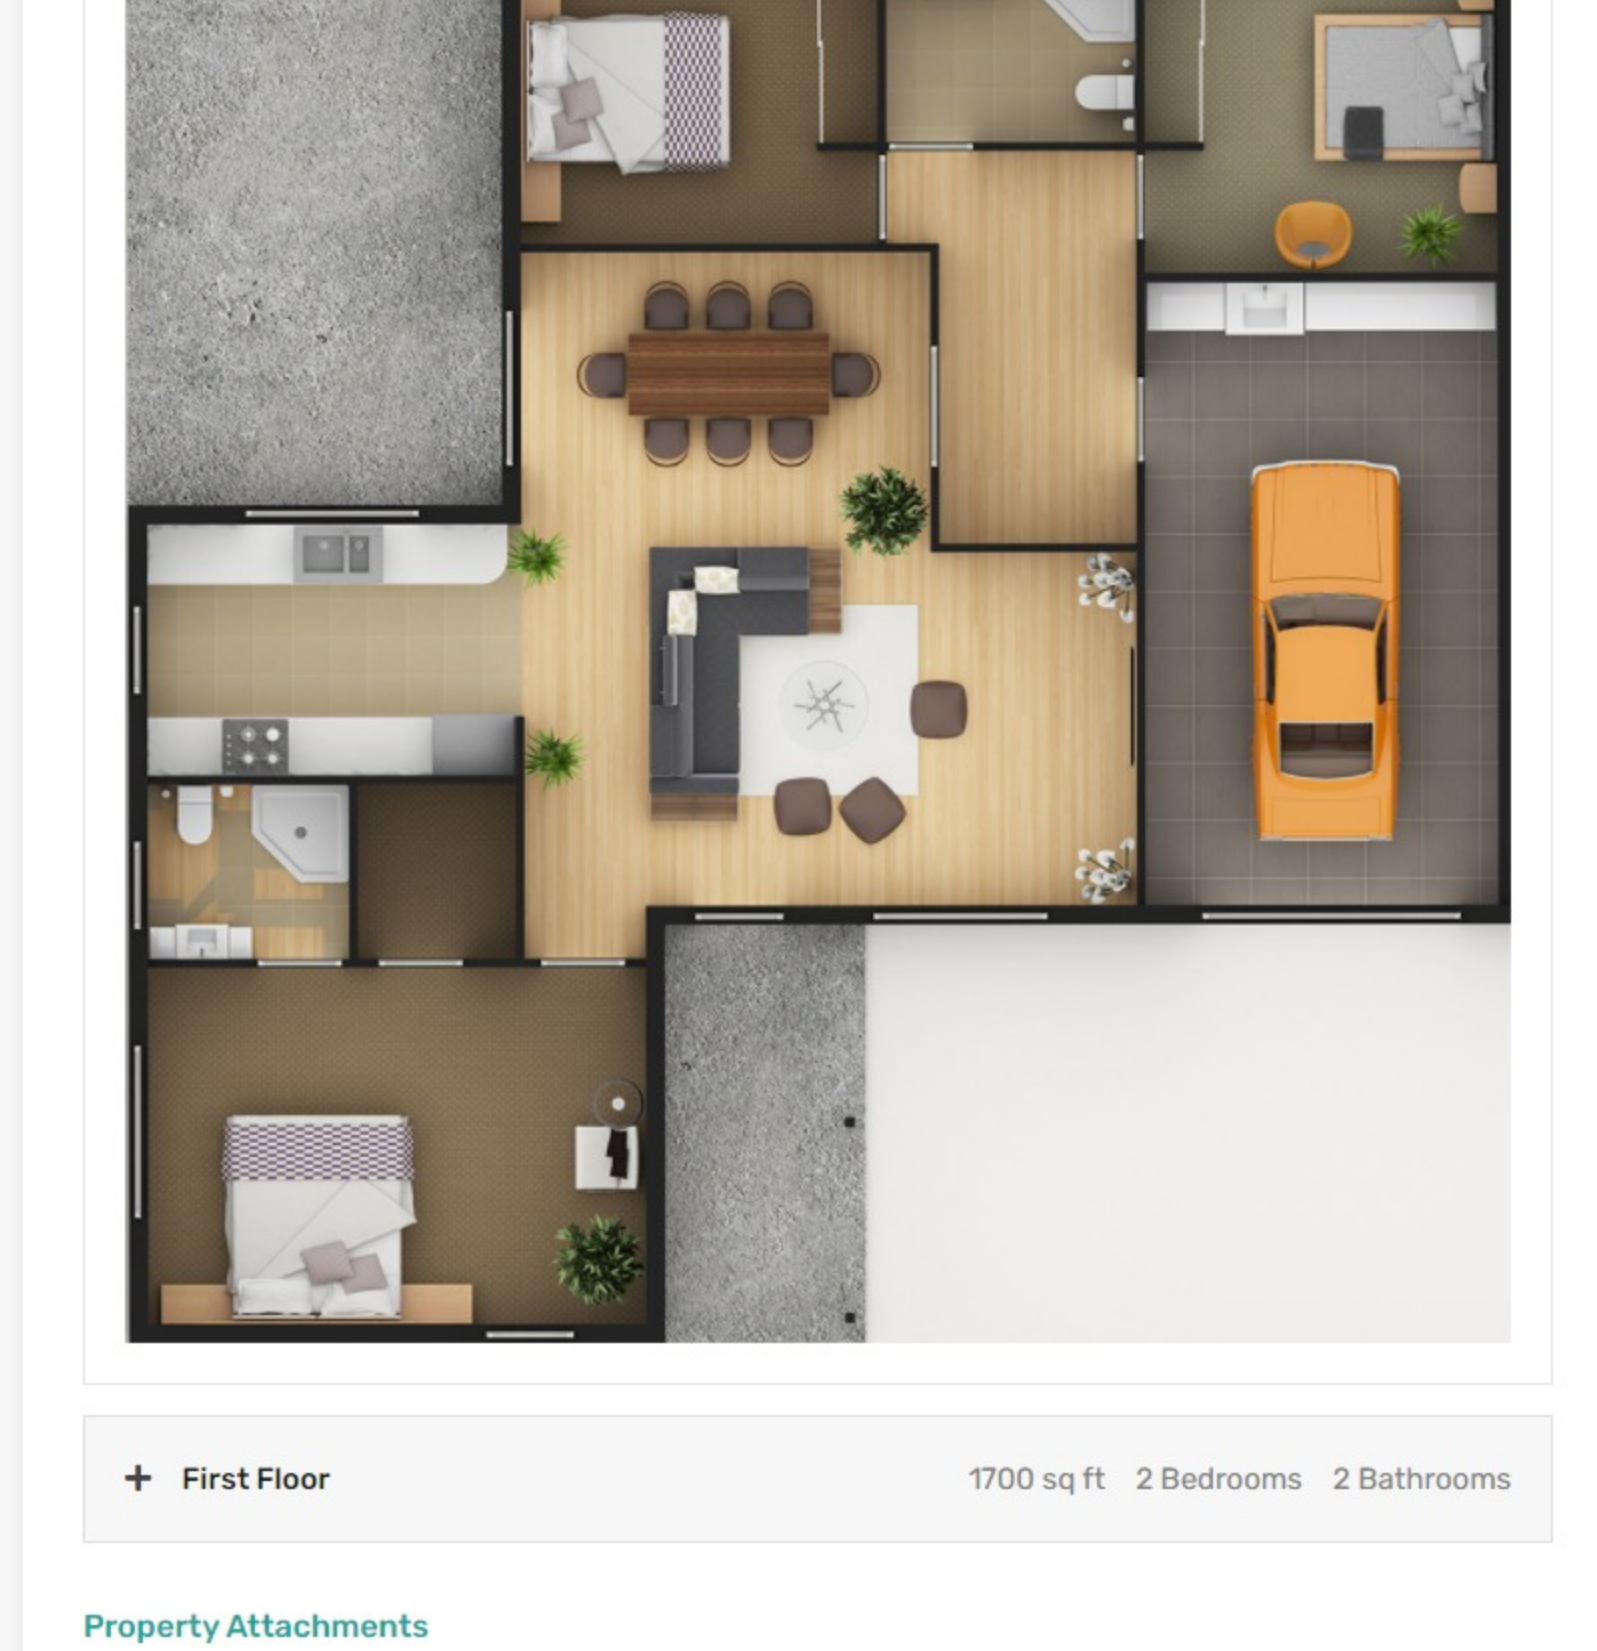 + First Floor 1700 sq ft 2 Bedrooms 2 Bathrooms
Property Attachments